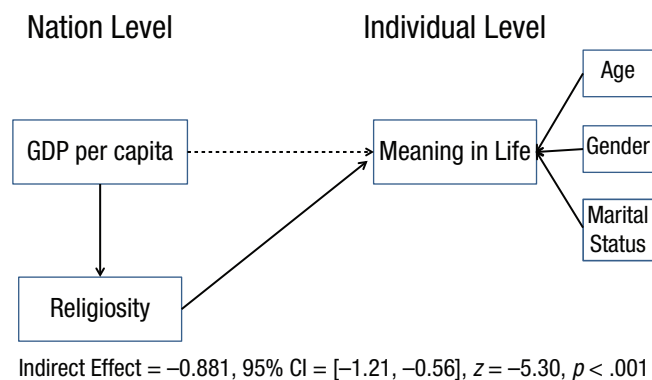 Nation Level
Individual Level
Age
GDP per capita
Meaning in Life
Gender
Marital
Status
Religiosity
Indirect Effect = –0.881, 95% CI = [–1.21, –0.56], z = –5.30, p < .001